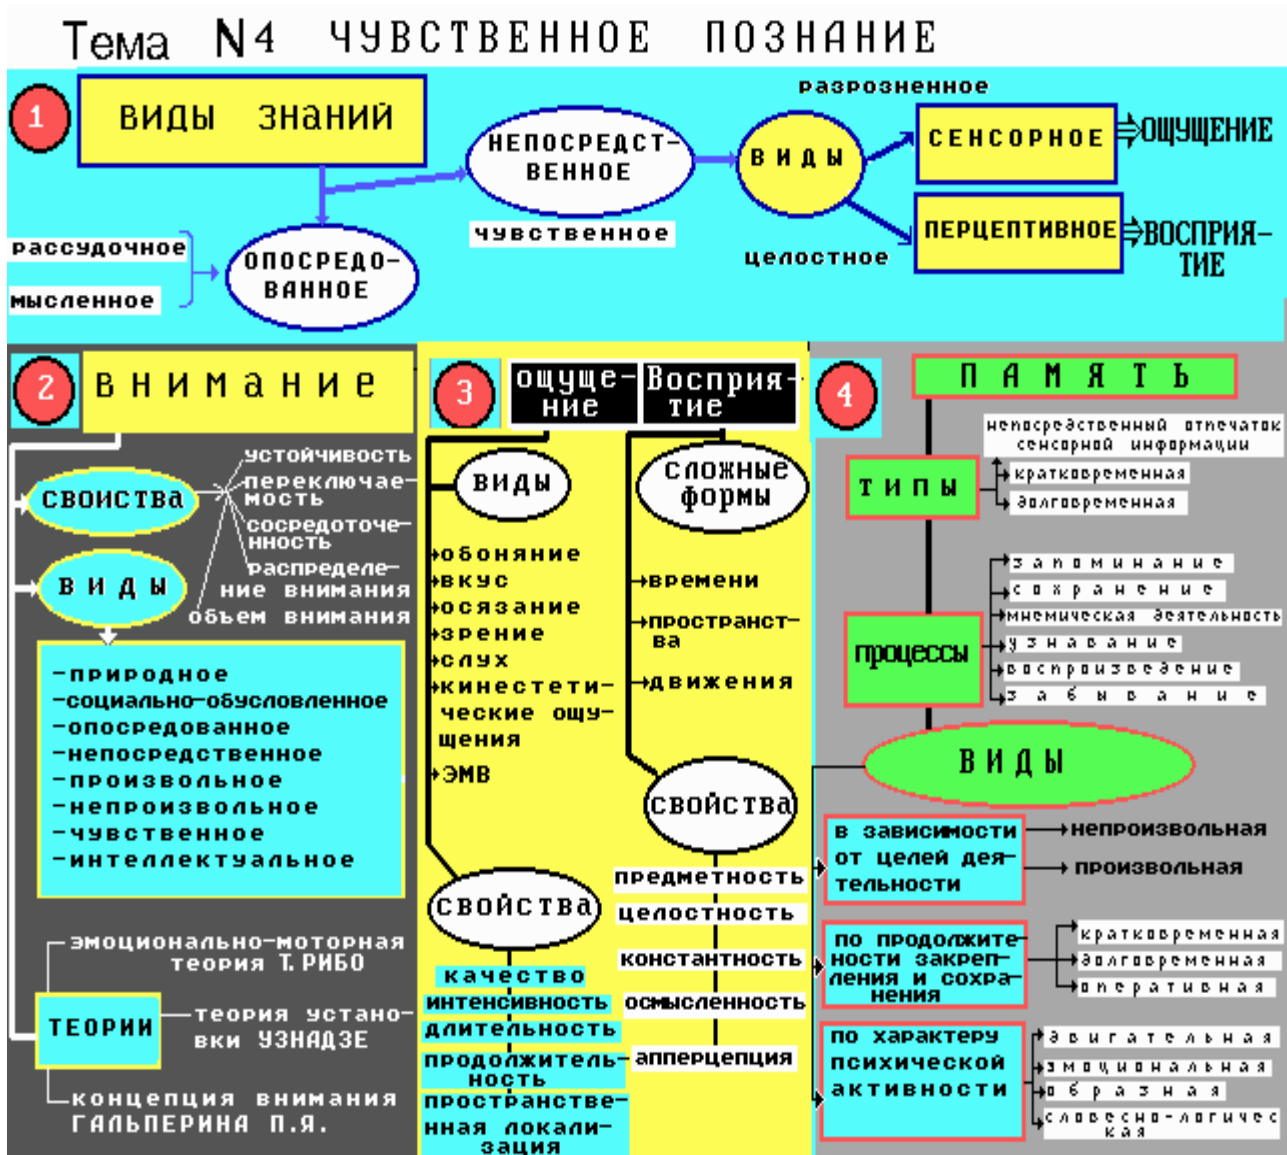 Тема N4 ЧУВСТВЕННОЕ ПОЗНАНИЕ
1
ВИДЫ ЗНАНИЙ
НЕПОСРЕДСТ-
ВЕННОЕ
чувственное
ВИДЫ
разрозненное
СЕНСОРНОЕ
ОЩУЩЕНИЕ
ПЕРЦЕПТИВНОЕ
ВОСПРИЯ-
ТИЕ
целостное
рассудочное
мысленное
ОПОСРЕДО-
ВАННОЕ
2
внимание
СВОИСТВА
устойчивость
переключае-
мость
сосредоточе-
нность
распределе-
ние внимания
объем внимания
ВИДЫ
-природное
-социально-обусловленное
-опосредованное
-непосредственное
-произвольное
-непроизвольное
-чувственное
-интеллектуальное
ТЕОРИИ
эмоционально-моторная
теория Т.РИБО
теория устано-
вки УЗНАДЗЕ
концепция внимания
ГАЛЬПЕРИНА П.Я.
3
ощуще-
ние
Восприя-
тие
ВИДЫ
обоняние
вкус
осязание
зрение
слух
кинестети-
ческие ощу-
щения
ЭМВ
СВОЙСТВА
качество
интенсивность
длительность
продолжитель-
ность
пространстве-
нная локали-
зация
СЛОЖНЫЕ
ФОРМЫ
времени
пространст-
ва
движения
СВОЙСТВА
предметность
целостность
константность
осмысленность
апперцепция
4
ПАМЯТЬ
непосредственный отпечаток
сенсорной информации
ТИПЫ
кратковременная
долговременная
процессы
запоминание
сохранение
мнемическая деятельность
узнавание
воспроизведение
забывание
ВИДЫ
в зависимости
от целей дея-
тельности
непроизвольная
произвольная
по продолжите-
ности закреп-
ления и сохра-
нения
кратковременная
долговременная
оперативная
по характеру
психической
активности
двигательная
эмоциональная
образная
словесно-логичес
кая